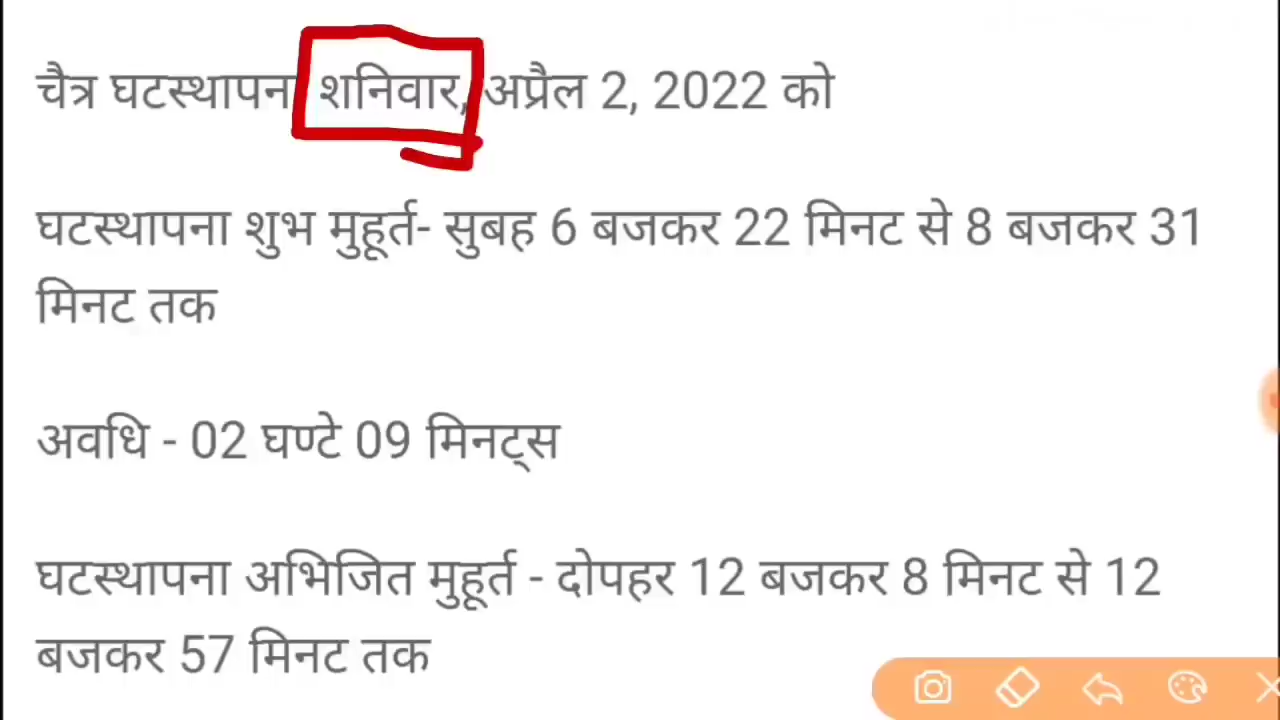 चैत्र घटस्थापना शनिवार, अप्रैल 2, 2022 को
घटस्थापना शुभ मुहूर्त- सुबह 6 बजकर 22 मिनट से 8 बजकर 31
मिनट तक
अवधि - 02 घण्टे 09 मिनट्स
घटस्थापना अभिजित मुहूर्त - दोपहर 12 बजकर 8 मिनट से 12
बजकर 57 मिनट तक